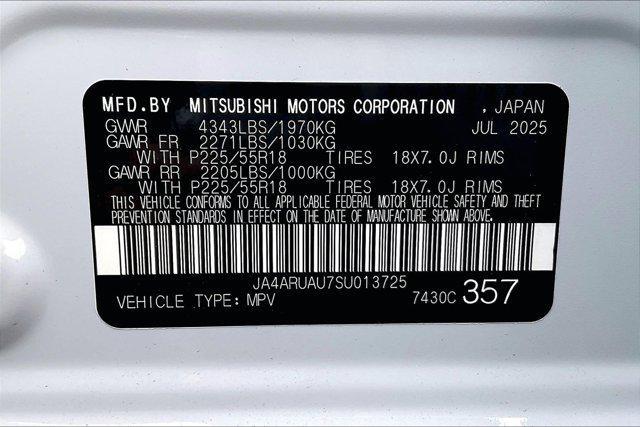 MFD.BY MITSUBISHI MOTORS CORPORATION , JAPAN
GVWR 4343LBS/1970KG JUL 2025
GAWR FR 2271LBS/1030KG
WITH P225/55R18 TIRES 18X7.0J RIMS
GAWR RR 2205LBS/1000KG
WITH P225/55R18 TIRES 18X7.0J RIMS
THIS VEHICLE CONFORMS TO ALL APPLICABLE FEDERAL MOTOR VEHICLE SAFETY AND THEFT
PREVENTION STANDARDS IN EFFECT ON THE DATE OF MANUFACTURE SHOWN ABOVE.
JA4ARUAU7SU013725
VEHICLE TYPE: MPV 7430C 357